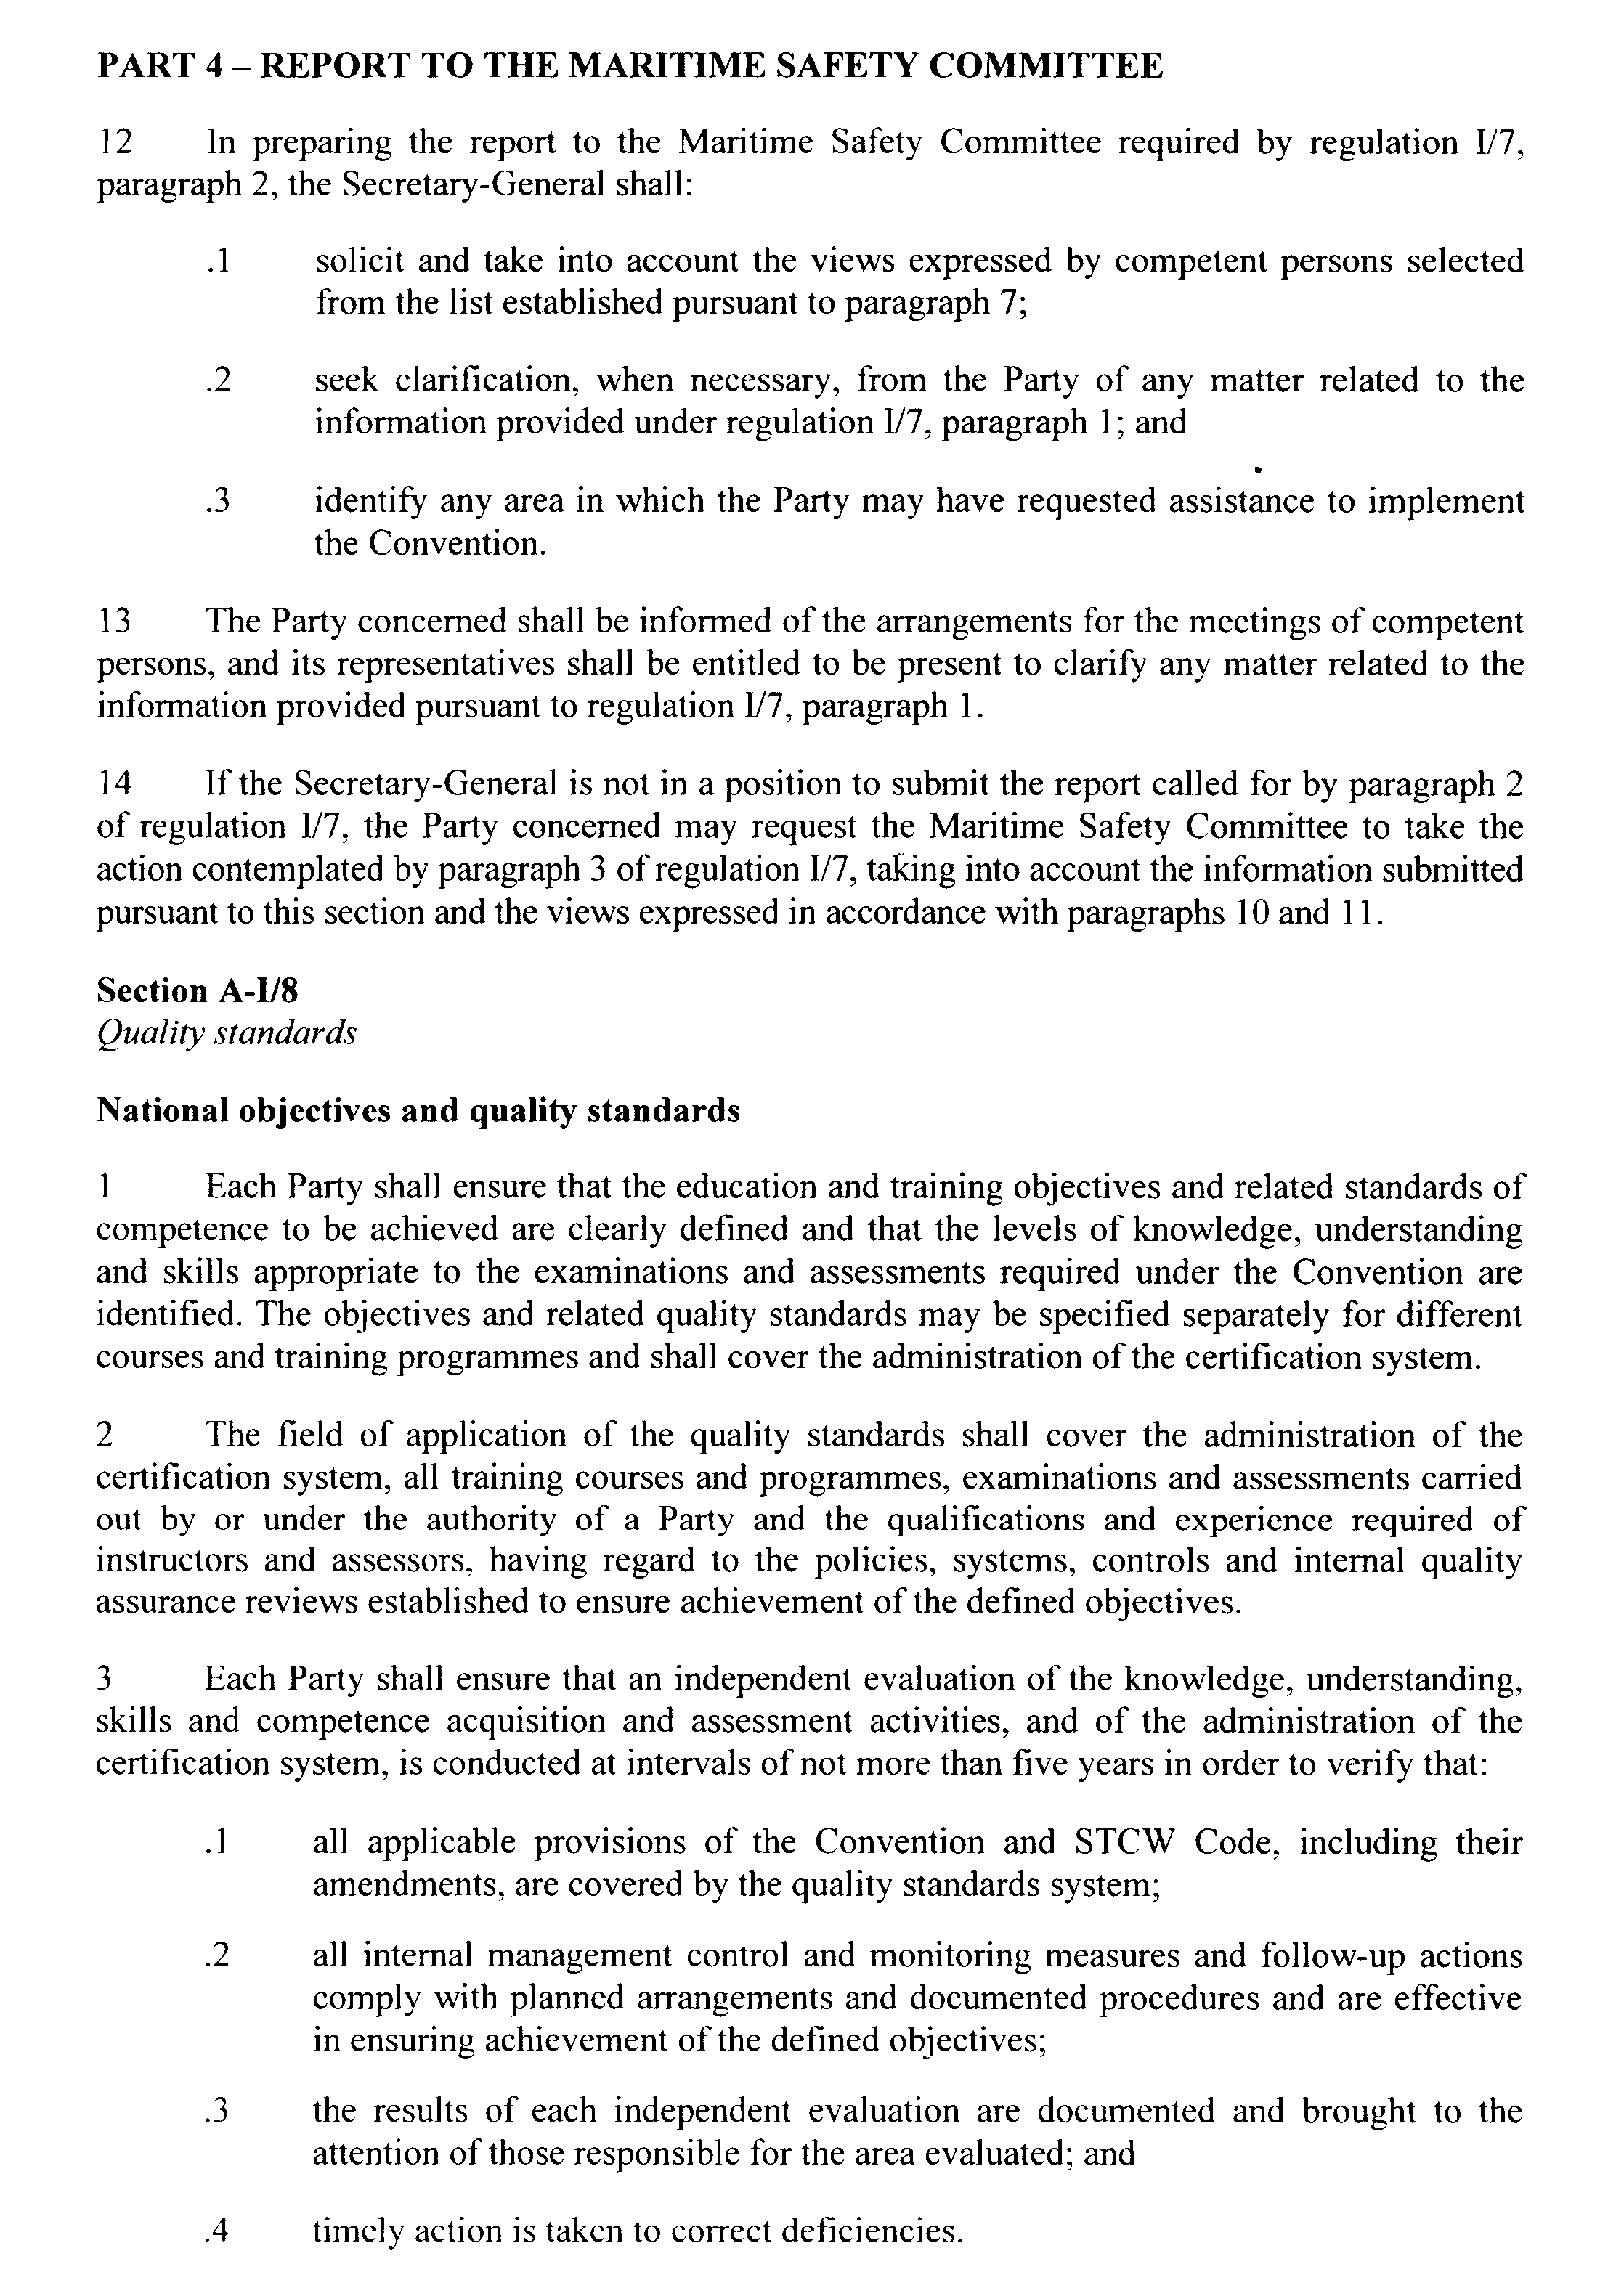 PART 4 – REPORT TO THE MARITIME SAFETY COMMITTEE
12 In preparing the report to the Maritime Safety Committee required by regulation I/7,
paragraph 2, the Secretary-General shall:
.1 solicit and take into account the views expressed by competent persons selected
from the list established pursuant to paragraph 7;
.2 seek clarification, when necessary, from the Party of any matter related to the
information provided under regulation I/7, paragraph 1; and
.3 identify any area in which the Party may have requested assistance to implement
the Convention.
13 The Party concerned shall be informed of the arrangements for the meetings of competent
persons, and its representatives shall be entitled to be present to clarify any matter related to the
information provided pursuant to regulation I/7, paragraph 1.
14 If the Secretary-General is not in a position to submit the report called for by paragraph 2
of regulation I/7, the Party concerned may request the Maritime Safety Committee to take the
action contemplated by paragraph 3 of regulation I/7, taking into account the information submitted
pursuant to this section and the views expressed in accordance with paragraphs 10 and 11.
Section A-I/8
Quality standards
National objectives and quality standards
1 Each Party shall ensure that the education and training objectives and related standards of
competence to be achieved are clearly defined and that the levels of knowledge, understanding
and skills appropriate to the examinations and assessments required under the Convention are
identified. The objectives and related quality standards may be specified separately for different
courses and training programmes and shall cover the administration of the certification system.
2 The field of application of the quality standards shall cover the administration of the
certification system, all training courses and programmes, examinations and assessments carried
out by or under the authority of a Party and the qualifications and experience required of
instructors and assessors, having regard to the policies, systems, controls and internal quality
assurance reviews established to ensure achievement of the defined objectives.
3 Each Party shall ensure that an independent evaluation of the knowledge, understanding,
skills and competence acquisition and assessment activities, and of the administration of the
certification system, is conducted at intervals of not more than five years in order to verify that:
.1 all applicable provisions of the Convention and STCW Code, including their
amendments, are covered by the quality standards system;
.2 all internal management control and monitoring measures and follow-up actions
comply with planned arrangements and documented procedures and are effective
in ensuring achievement of the defined objectives;
.3 the results of each independent evaluation are documented and brought to the
attention of those responsible for the area evaluated; and
.4 timely action is taken to correct deficiencies.